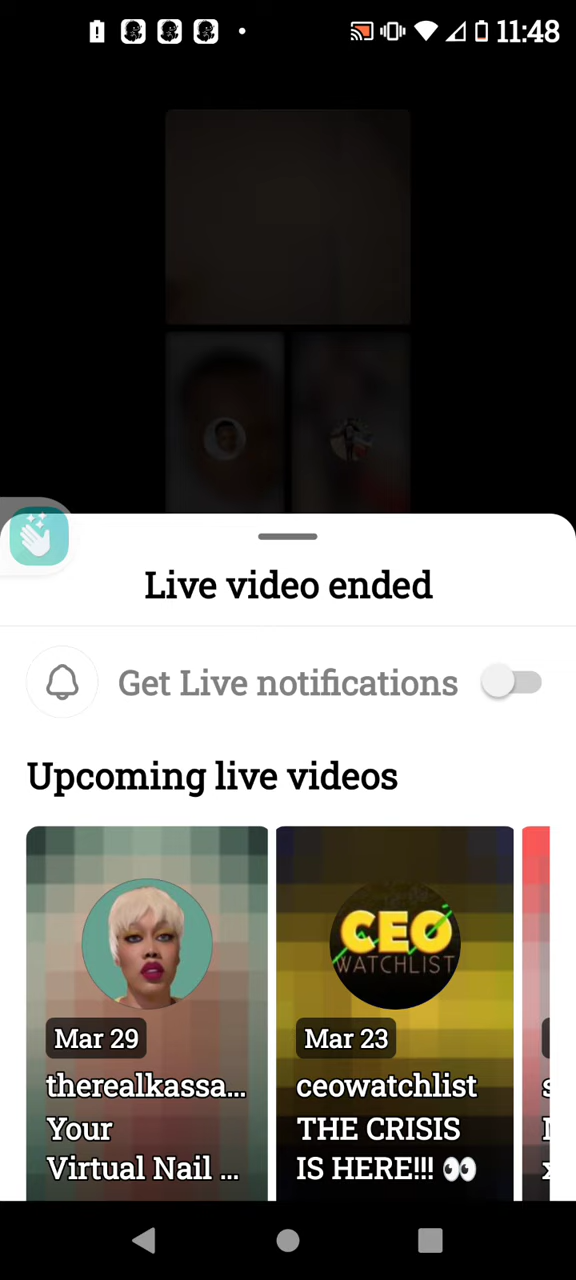 11:48
Live video ended
Get Live notifications
Upcoming live videos
CEO
WATCHLIST
Mar 29
Mar 23
therealkassa...
ceowatchlist
Your
Virtual Nail ...
THE CRISIS
IS HERE!!! 👀